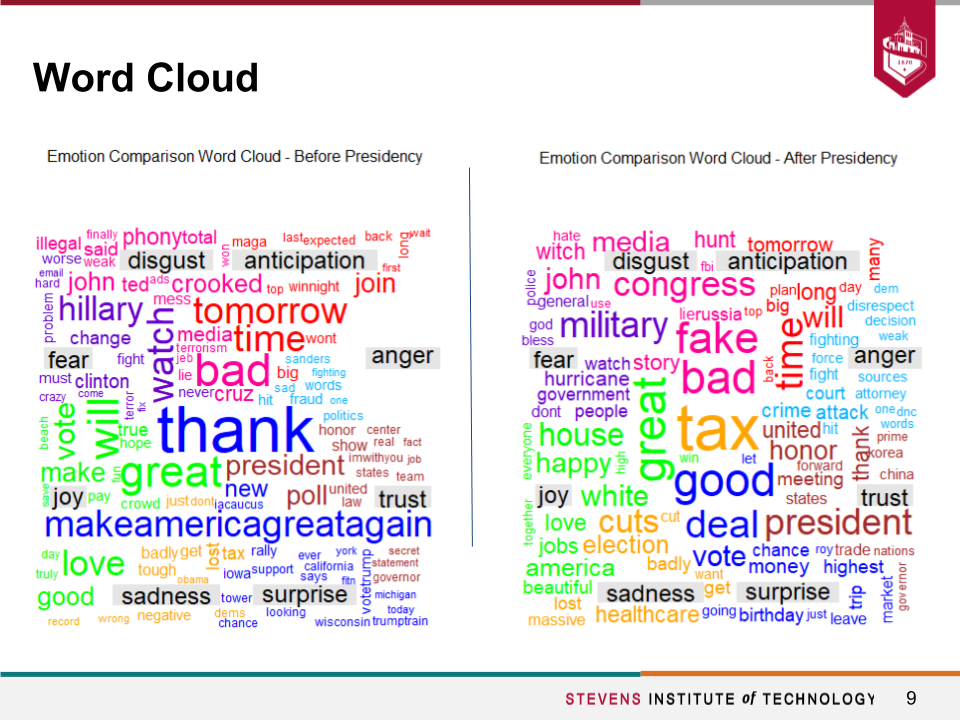 Word Cloud
Emotion Comparison Word Cloud - Before Presidency
finally
phony
total
maga
last
expected
back
long
wait
illegal
said
won
worse
weak
disgust
anticipation
first
email
hard
john
ted
ads
crooked
top
winnight
join
problem
hillary
mess
tomorrow
change
watch
media
time
wont
terrorism
fear
fight
jeb
bad
sanders
anger
lie
big
fighting
must
clinton
never
cruz
sad
words
crazy
come
terror
fix
hit
fraud
one
beach
vote
will
true
hope
thank
politics
honor
center
show
real
fact
make
fun
great
president
imwithyou
job
states
team
save
joy
pay
crowd
just
dont
new
iacaucus
poll
united
law
trust
makeamericagreatagain
day
love
badly
get
lost
tax
rally
ever
york
secret
truly
tough
obama
iowa
support
california
says
fitn
votetrump
statement
governor
good
sadness
tower
surprise
michigan
record
wrong
negative
dems
chance
looking
wisconsin
today
trumptrain
Emotion Comparison Word Cloud - After Presidency
hate
witch
media
hunt
tomorrow
many
disgust
fbi
anticipation
police
john
congress
plan
long
day
dem
general
use
lie
russia
top
big
will
disrespect
god
military
fake
time
decision
bless
fighting
weak
fear
watch
story
bad
back
force
anger
hurricane
fight
sources
government
great
court
attorney
dont
people
tax
crime
attack
one
dnc
everyone
house
united
hit
words
thank
prime
happy
high
win
let
honor
korea
good
forward
meeting
china
joy
white
states
trust
together
love
cuts
cut
deal
president
jobs
election
vote
chance
roy
trade
nations
america
badly
want
money
highest
governor
beautiful
sadness
get
surprise
trip
market
lost
massive
healthcare
going
birthday
just
leave
1870
STEVENS INSTITUTE of TECHNOLOGY
9